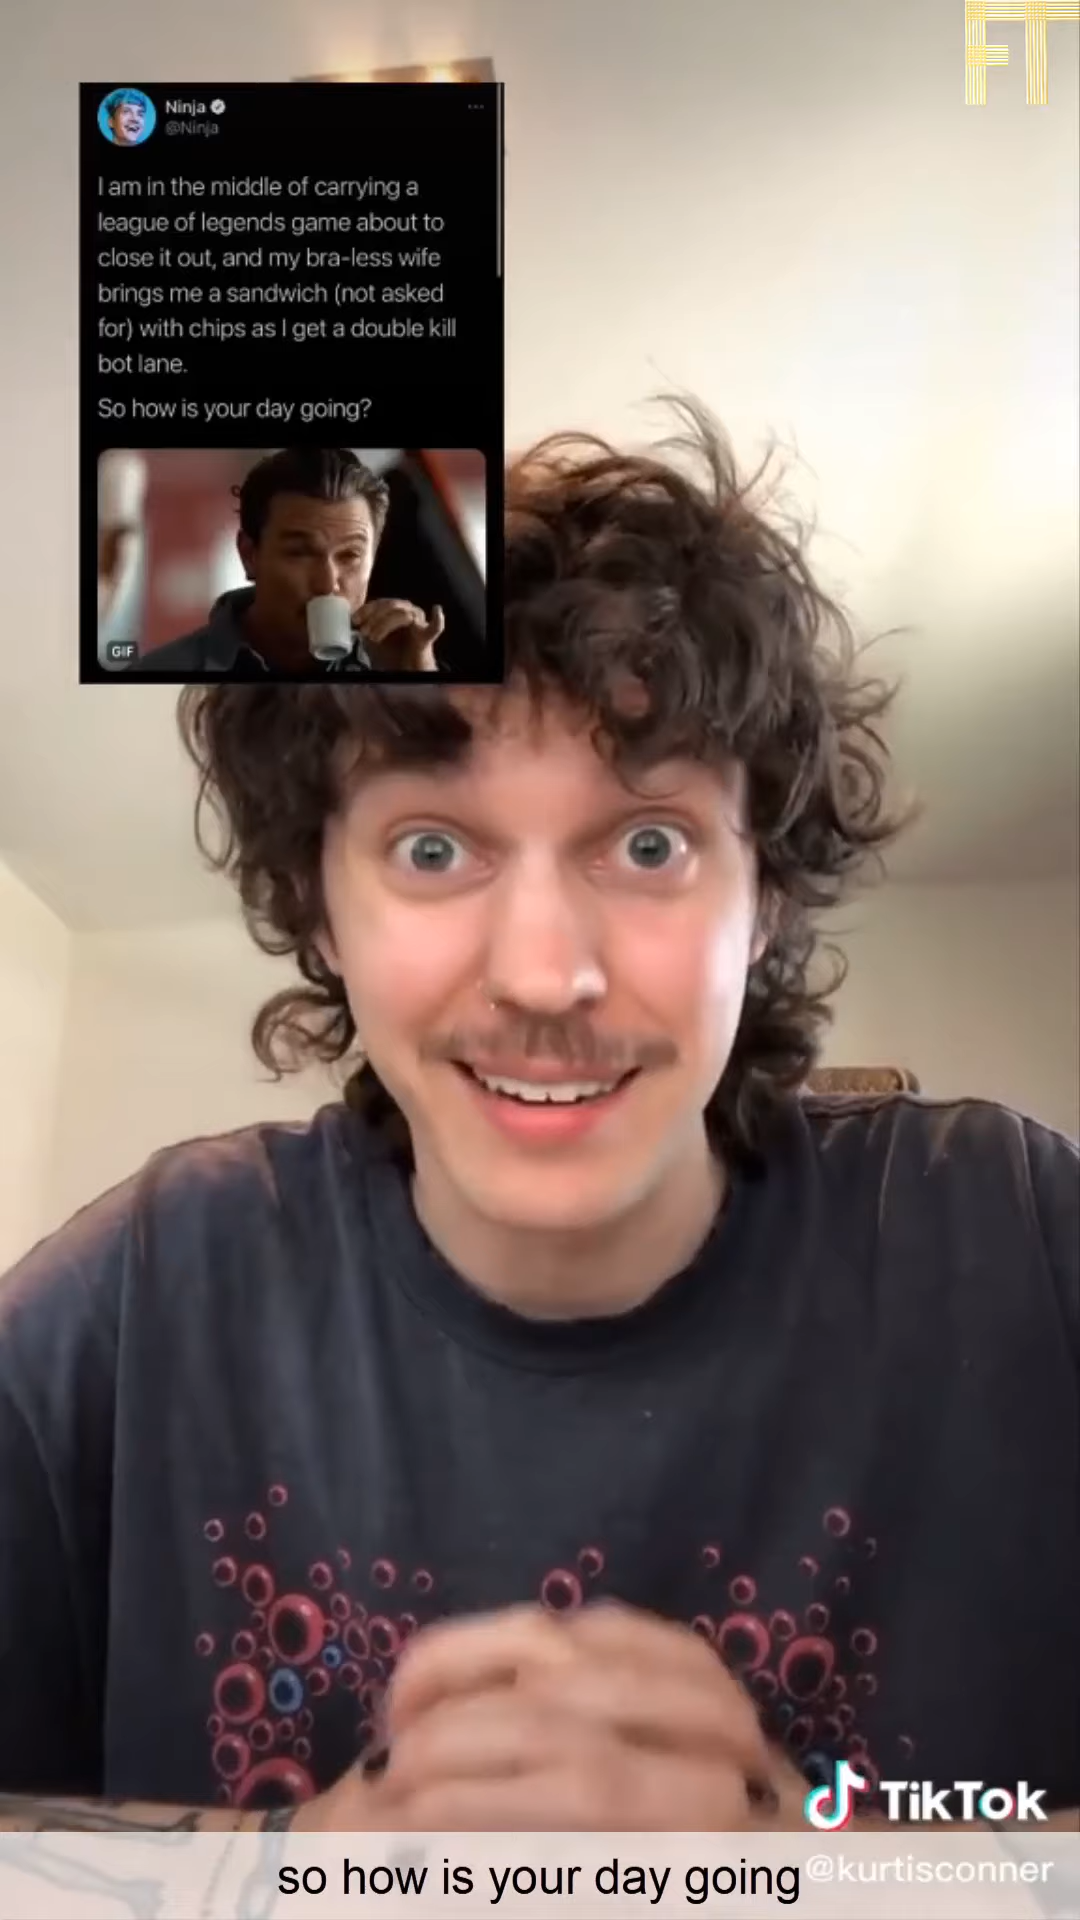 FT
Ninja
@Ninja
I am in the middle of carrying a
league of legends game about to
close it out, and my bra-less wife
brings me a sandwich (not asked
for) with chips as I get a double kill
bot lane.
So how is your day going?
GIF
TikTok
@kurtisconner
so how is your day going